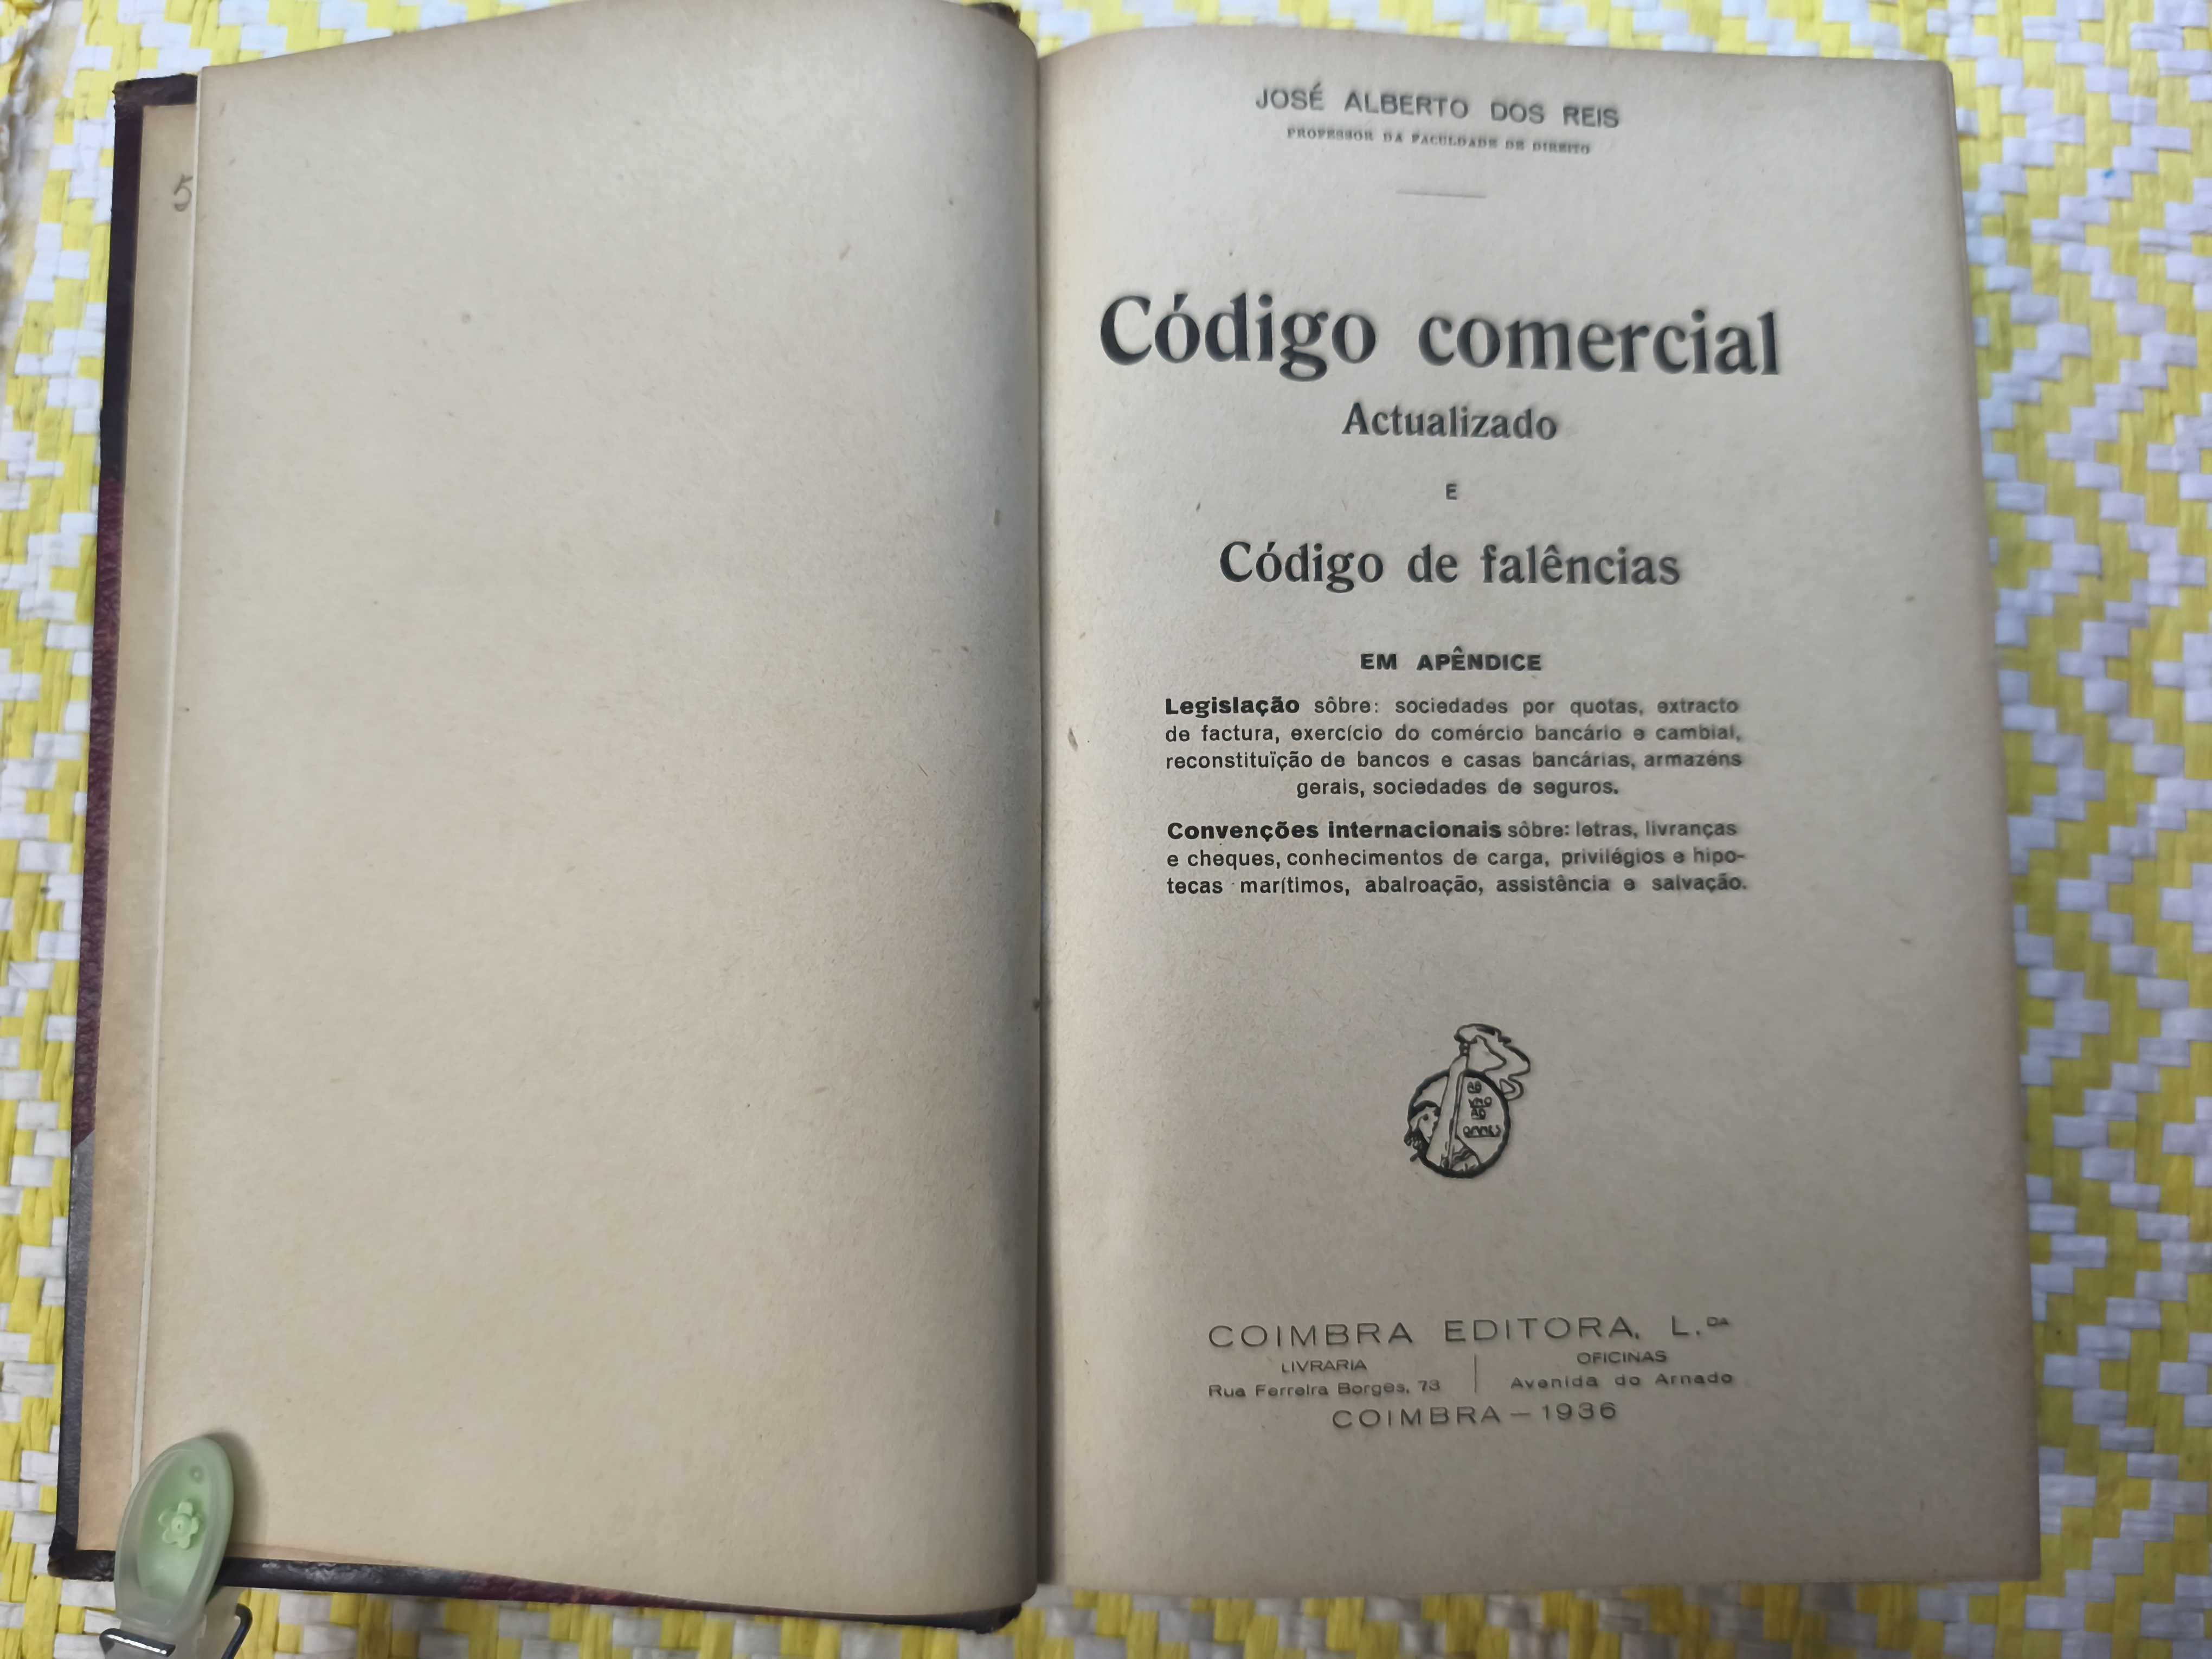 5
JOSÉ ALBERTO DOS REIS
PROFESSOR DA FACULDADE DE DIREITO
Código comercial
Actualizado
E
Código de falências
EM APÊNDICE
Legislação sôbre: sociedades por quotas, extracto
de factura, exercício do comércio bancário e cambial,
reconstituïção de bancos e casas bancárias, armazéns
gerais, sociedades de seguros.
Convenções internacionais sôbre: letras, livranças
e cheques, conhecimentos de carga, privilégios e hipo-
tecas marítimos, abalroação, assistência e salvação.
COIMBRA EDITORA, L.DA
LIVRARIA
Rua Ferreira Borges, 73
OFICINAS
Avenida do Arnado
COIMBRA — 1936